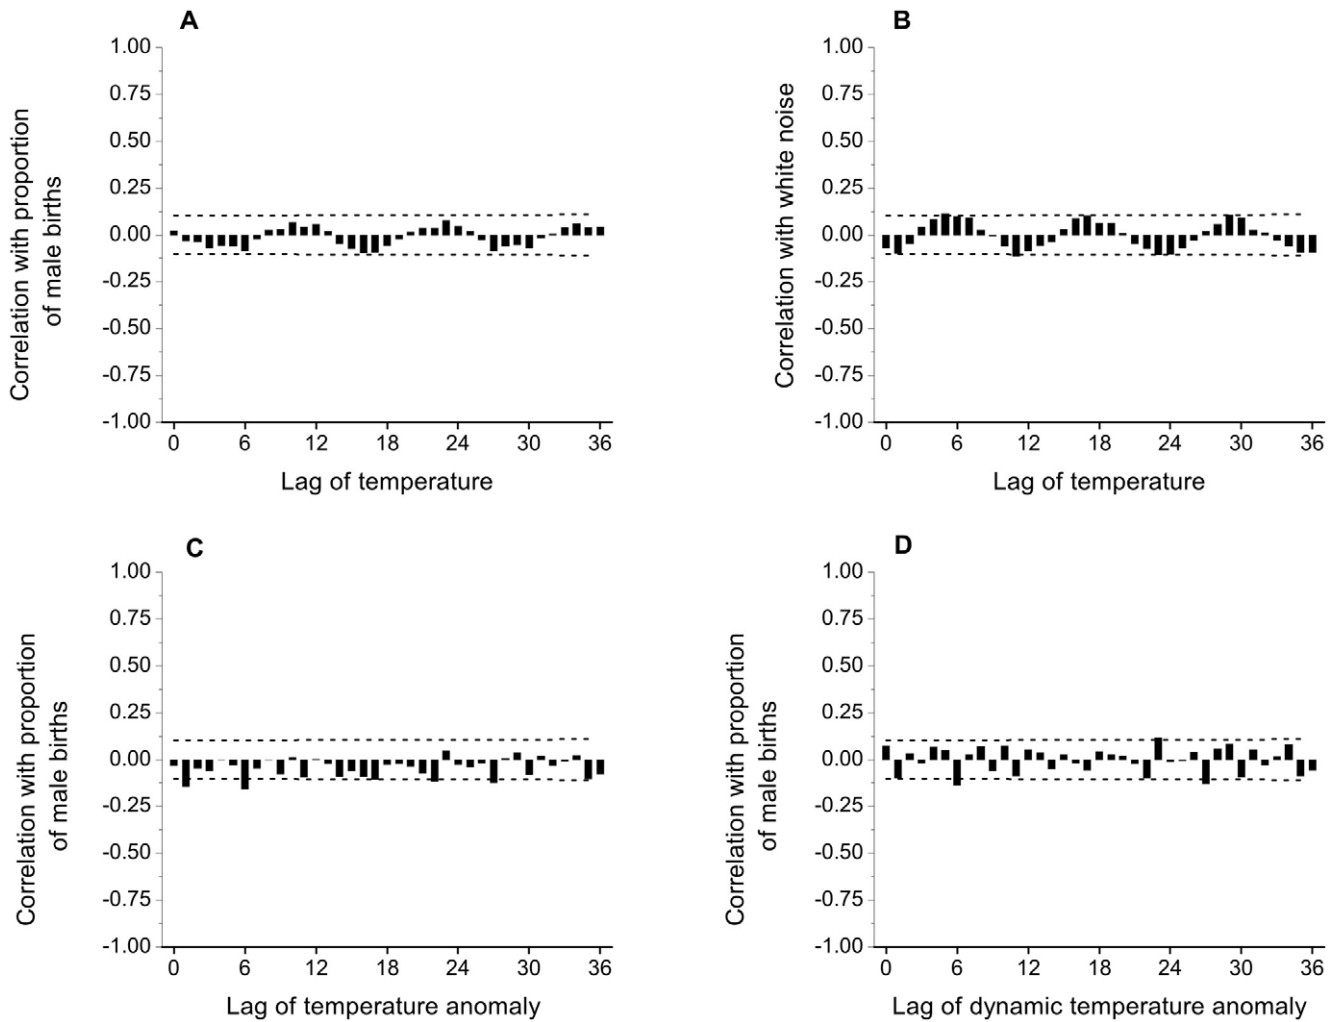 A
1.00
0.75
0.50
0.25
0.00
-0.25
-0.50
-0.75
-1.00
Correlation with proportion
of male births
0 6 12 18 24 30 36
Lag of temperature
B
1.00
0.75
0.50
0.25
0.00
-0.25
-0.50
-0.75
-1.00
Correlation with white noise
0 6 12 18 24 30 36
Lag of temperature
C
1.00
0.75
0.50
0.25
0.00
-0.25
-0.50
-0.75
-1.00
Correlation with proportion
of male births
0 6 12 18 24 30 36
Lag of temperature anomaly
D
1.00
0.75
0.50
0.25
0.00
-0.25
-0.50
-0.75
-1.00
Correlation with proportion
of male births
0 6 12 18 24 30 36
Lag of dynamic temperature anomaly